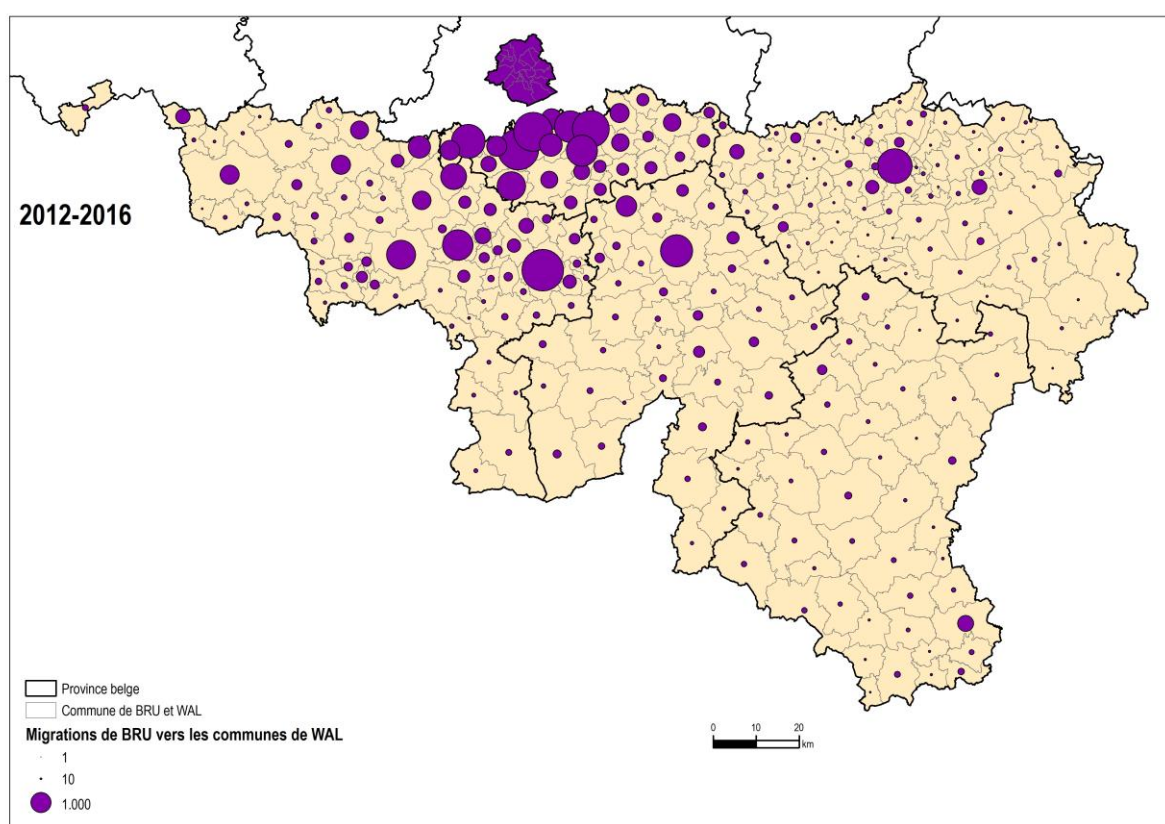 2012-2016
Province belge
Commune de BRU et WAL
Migrations de BRU vers les communes de WAL
1
10
1.000
0 10 20
km